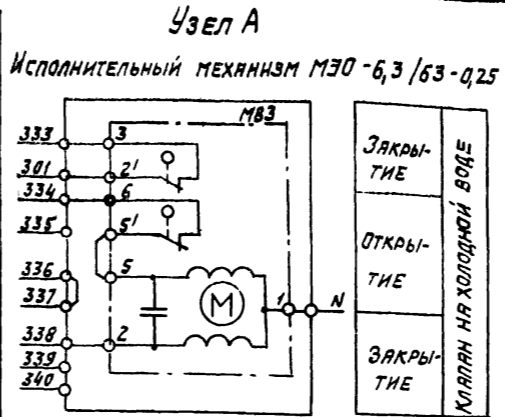 Узел А
Исполнительный механизм МЭО-6,3/63-0,25
МВЗ
333
3
301
2'
334
6
335
5'
336
5
337
М
1
N
338
2
339
340
Закры-
тие
Откры-
тие
Закры-
тие
Клапан на холодной воде